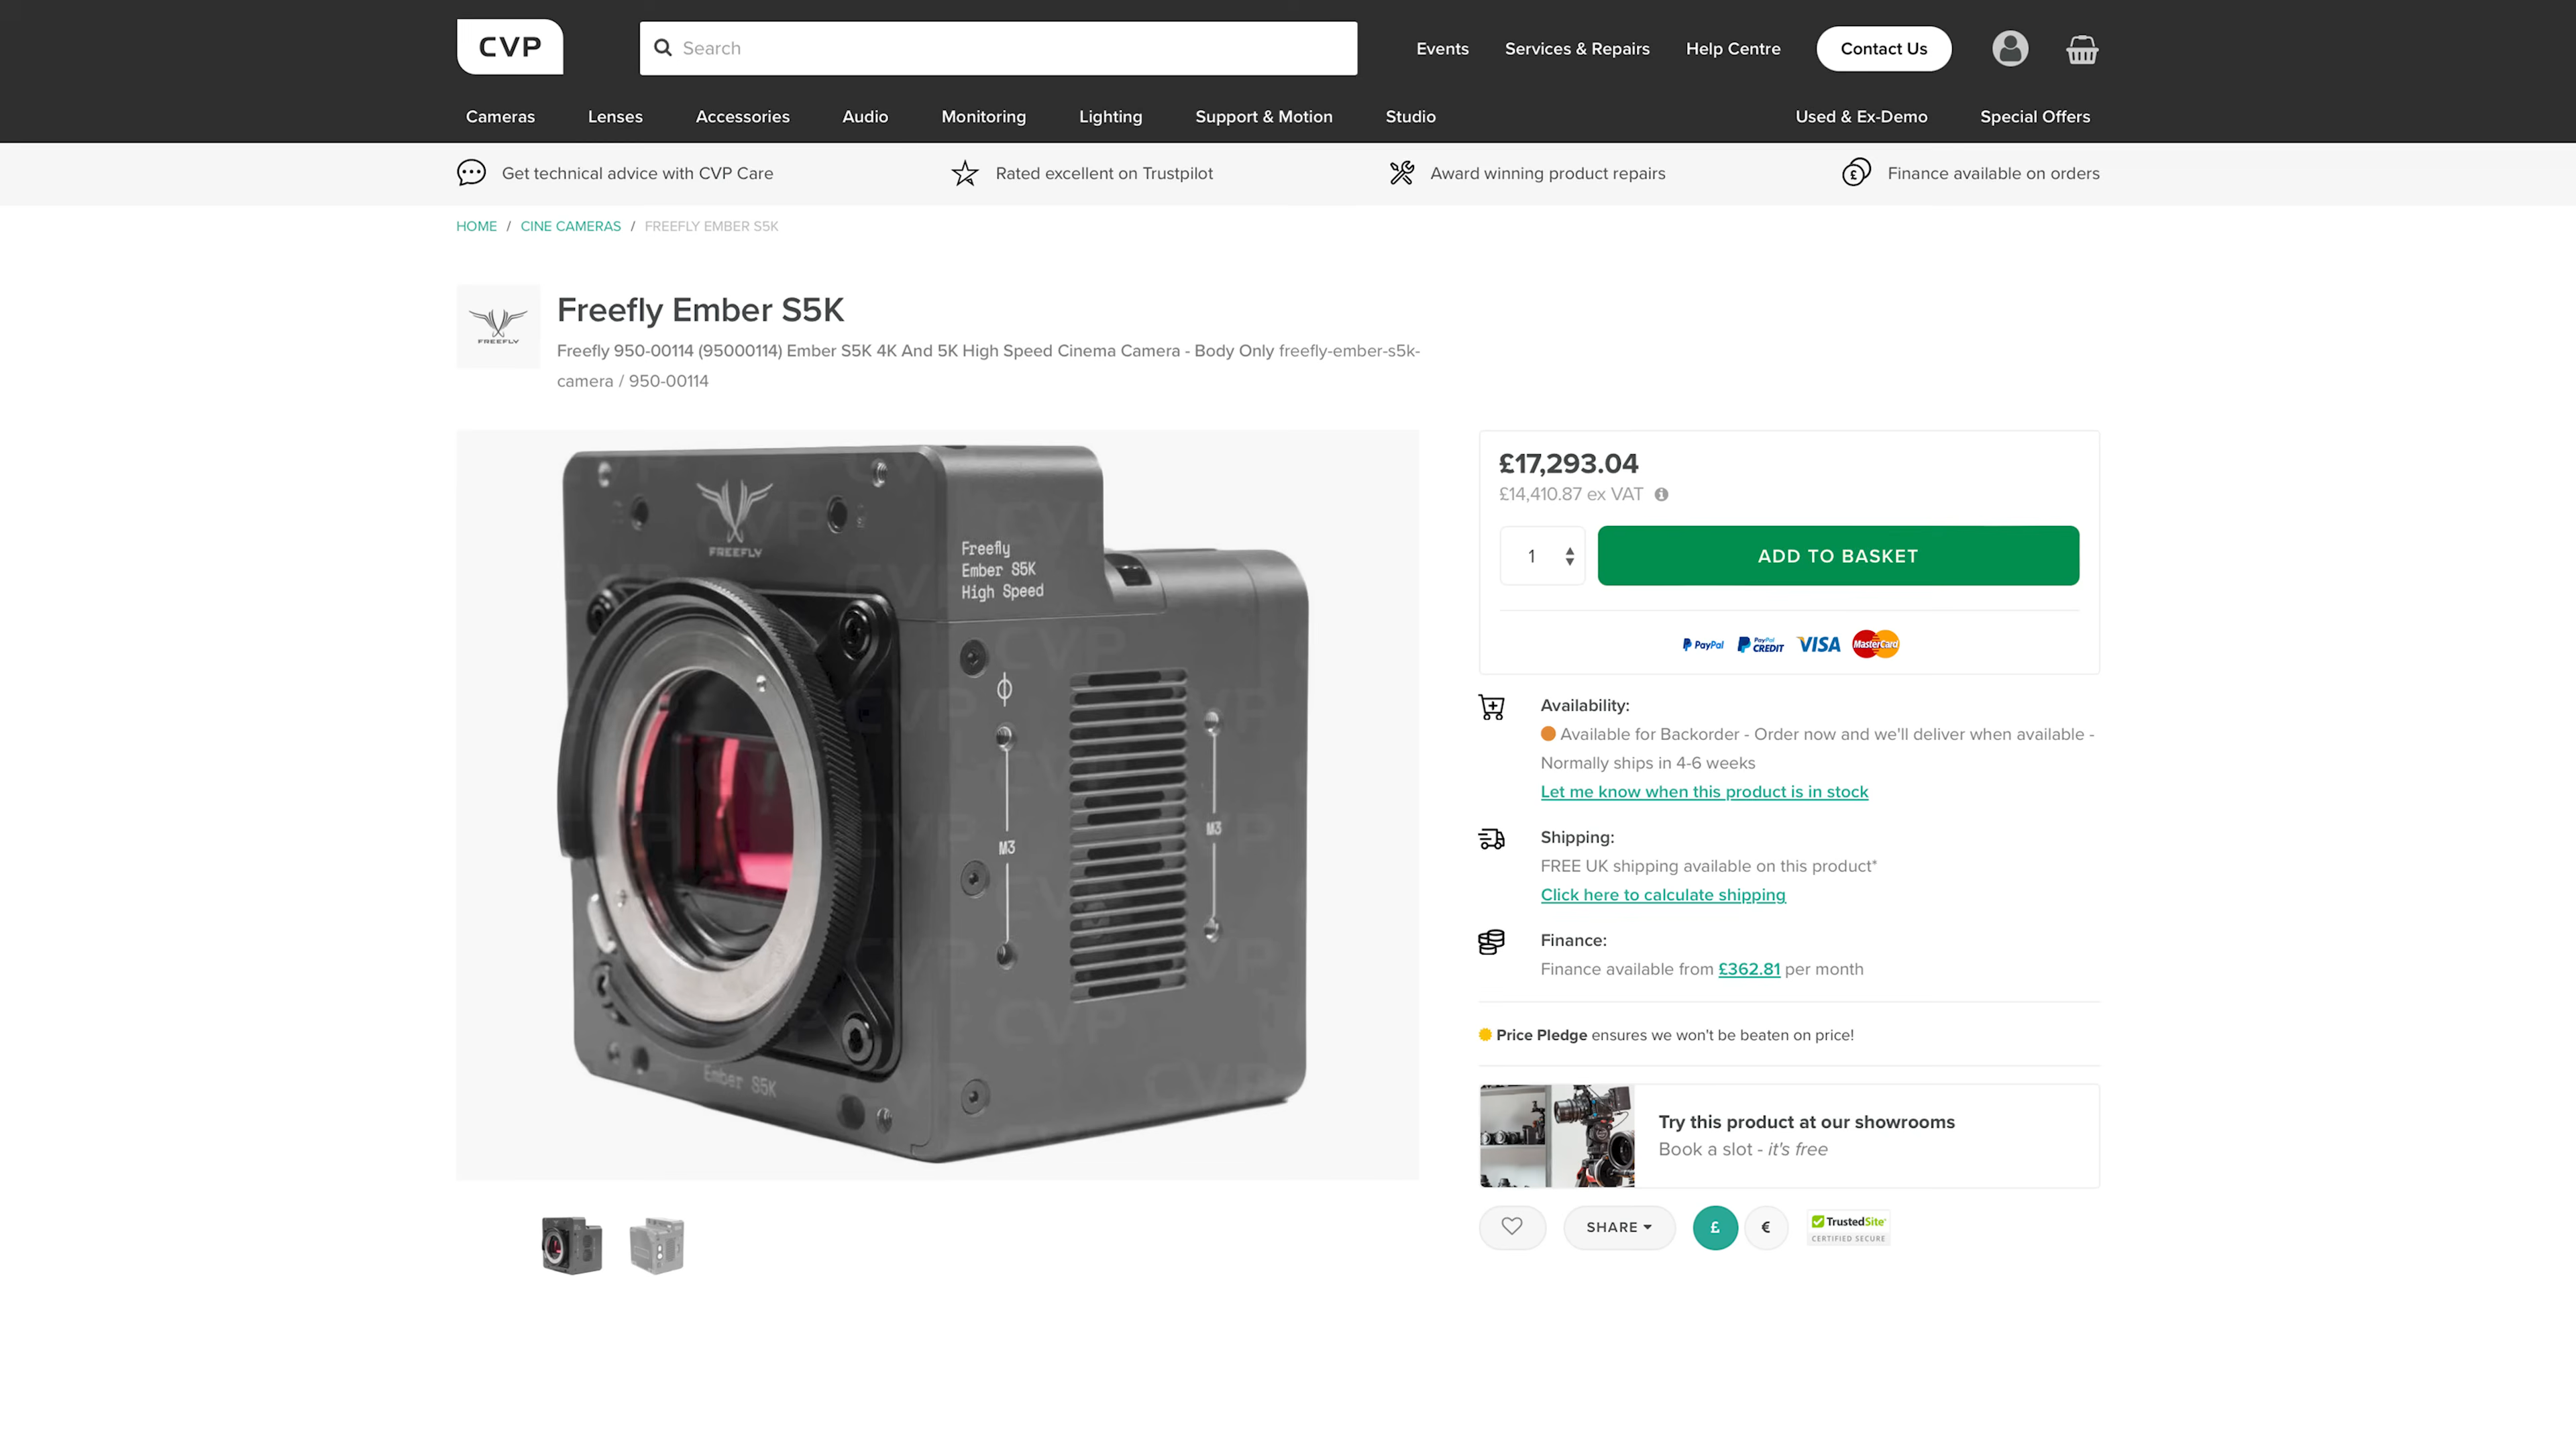 CVP
Search
Events
Services & Repairs
Help Centre
Contact Us
Cameras
Lenses
Accessories
Audio
Monitoring
Lighting
Support & Motion
Studio
Used & Ex-Demo
Special Offers
Get technical advice with CVP Care
Rated excellent on Trustpilot
Award winning product repairs
Finance available on orders
HOME / CINE CAMERAS / FREEFLY EMBER S5K
FREEFLY
Freefly Ember S5K
Freefly 950-00114 (95000114) Ember S5K 4K And 5K High Speed Cinema Camera - Body Only freefly-ember-s5k-
camera / 950-00114
FREEFLY
Freefly
Ember S5K
High Speed
M3
M3
Ember S5K
CVP
£17,293.04
£14,410.87 ex VAT
1
ADD TO BASKET
PayPal
PayPal CREDIT
VISA
MasterCard
Availability:
Available for Backorder - Order now and we'll deliver when available -
Normally ships in 4-6 weeks
Let me know when this product is in stock
Shipping:
FREE UK shipping available on this product*
Click here to calculate shipping
Finance:
Finance available from £362.81 per month
Price Pledge ensures we won't be beaten on price!
Try this product at our showrooms
Book a slot - it's free
SHARE
£
€
TrustedSite
CERTIFIED SECURE